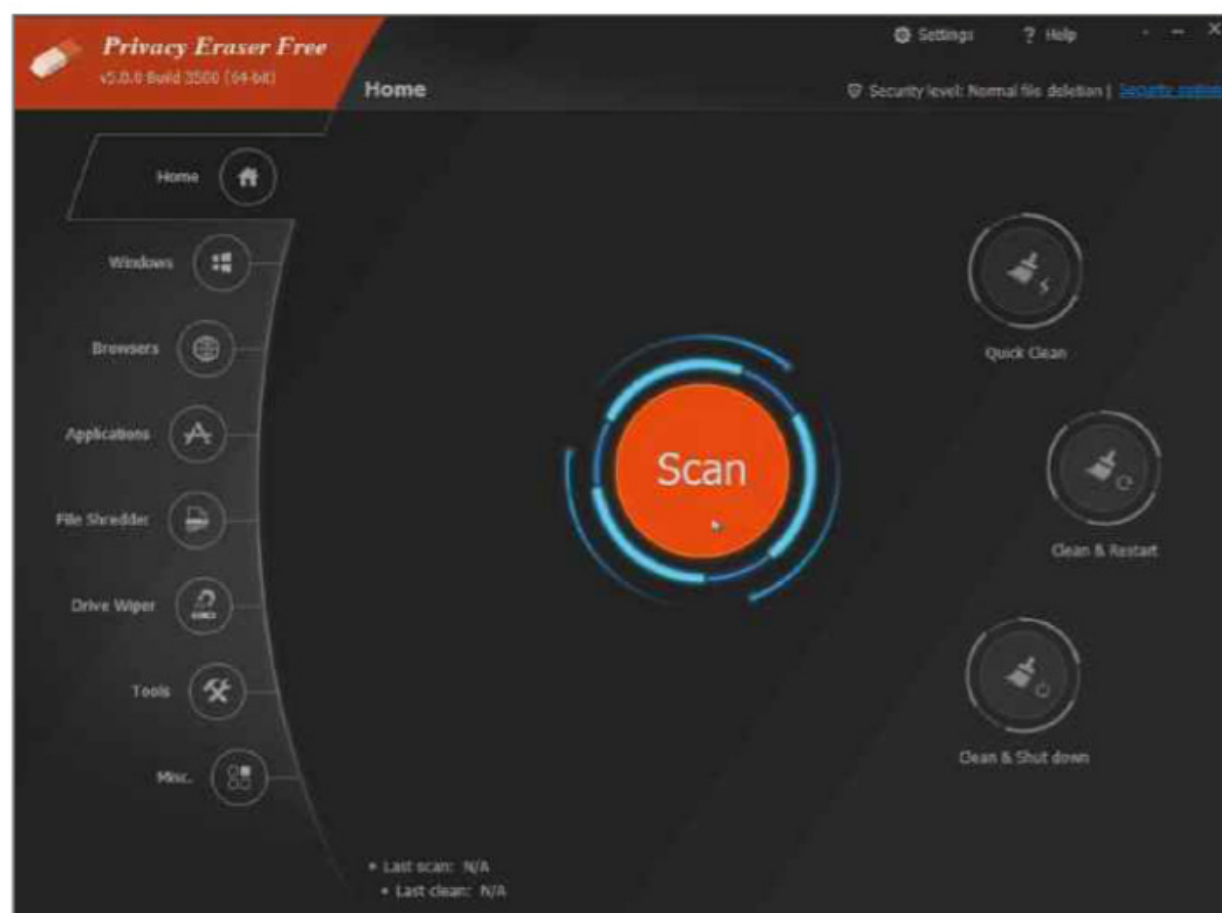 Privacy Eraser Free
v5.0.0 Build 3500 (64-bit)
Settings
? Help
Home
Security level: Normal file deletion |
Home
Windows
Browsers
Applications
File Shredder
Drive Wiper
Tools
Misc.
Scan
Quick Clean
Clean & Restart
Clean & Shut down
• Last scan: N/A
• Last clean: N/A